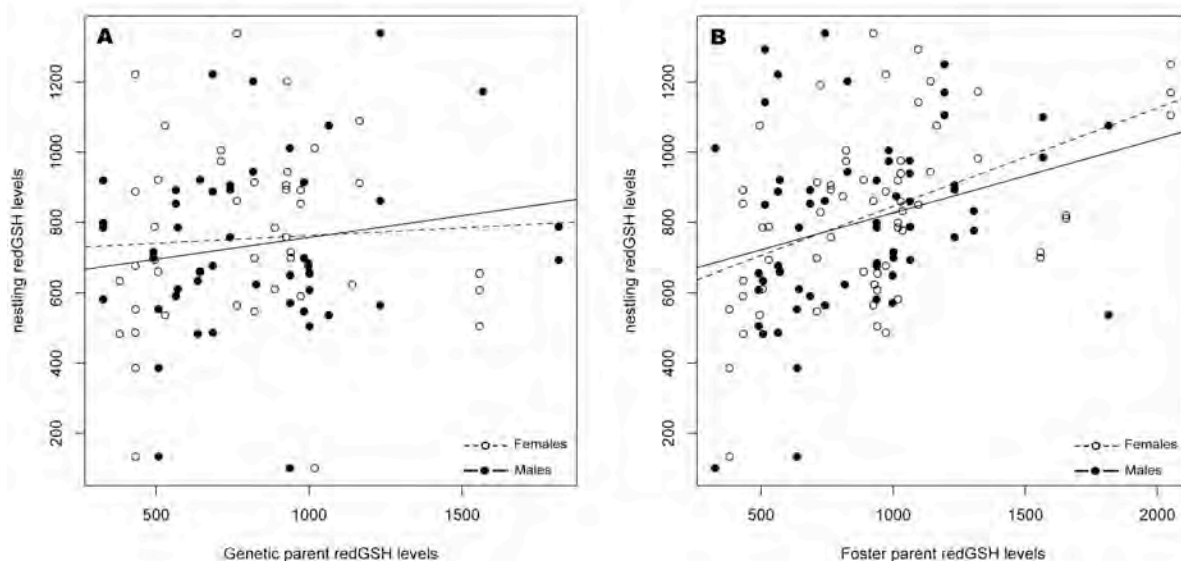 A
nestling redGSH levels
1200
1000
800
600
400
200
500
1000
1500
Females
Males
Genetic parent redGSH levels
B
nestling redGSH levels
1200
1000
800
600
400
200
500
1000
1500
2000
Females
Males
Foster parent redGSH levels